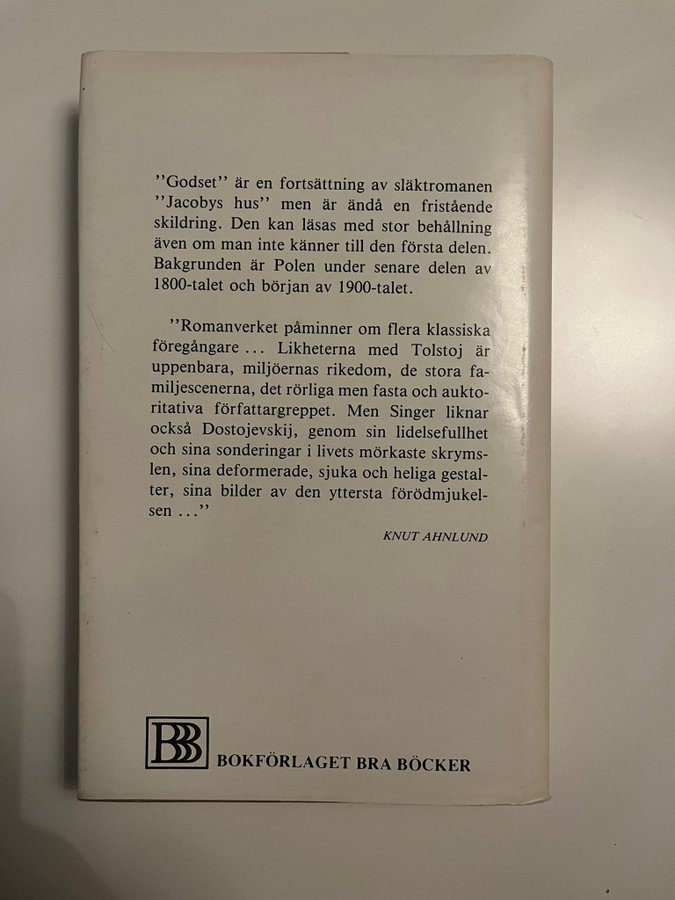 ”Godset” är en fortsättning av släktromanen
”Jacobys hus” men är ändå en fristående
skildring. Den kan läsas med stor behållning
även om man inte känner till den första delen.
Bakgrunden är Polen under senare delen av
1800-talet och början av 1900-talet.
”Romanverket påminner om flera klassiska
föregångare ... Likheterna med Tolstoj är
uppenbara, miljöernas rikedom, de stora fa-
miljescenerna, det rörliga men fasta och aukto-
ritativa författargreppet. Men Singer liknar
också Dostojevskij, genom sin lidelsefullhet
och sina sonderingar i livets mörkaste skryms-
len, sina deformerade, sjuka och heliga gestal-
ter, sina bilder av den yttersta förödmjukel-
sen ...”
KNUT AHNLUND
BBB BOKFÖRLAGET BRA BÖCKER